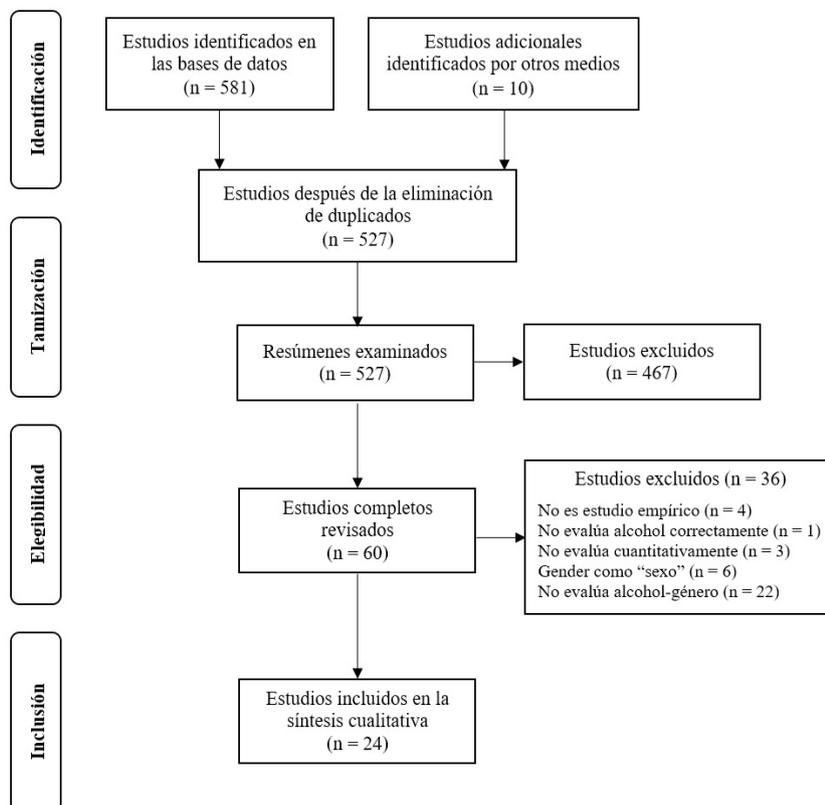 Identificación
Estudios identificados en
las bases de datos
(n = 581)
Estudios adicionales
identificados por otros medios
(n = 10)
Estudios después de la eliminación
de duplicados
(n = 527)
Tamización
Resúmenes examinados
(n = 527)
Estudios excluidos
(n = 467)
Elegibilidad
Estudios completos
revisados
(n = 60)
Estudios excluidos (n = 36)
No es estudio empírico (n = 4)
No evalúa alcohol correctamente (n = 1)
No evalúa cuantitativamente (n = 3)
Gender como “sexo” (n = 6)
No evalúa alcohol-género (n = 22)
Inclusión
Estudios incluidos en la
síntesis cualitativa
(n = 24)